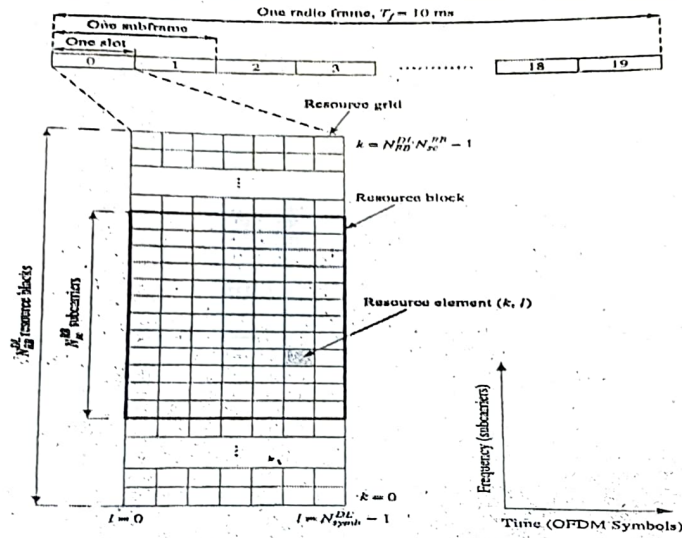 One radio frame, T_f = 10 ms
One subframe
One slot
0 1 2 3 ............ 18 19
Resource grid
k = N_RB^DL N_sc^RB − 1
⋮
Resource block
N_RB^DL resource blocks
N_sc^RB subcarriers
Resource element (k, l)
Frequency (subcarriers)
⋮
k = 0
l = 0
l = N_symb^DL − 1
Time (OFDM Symbols)